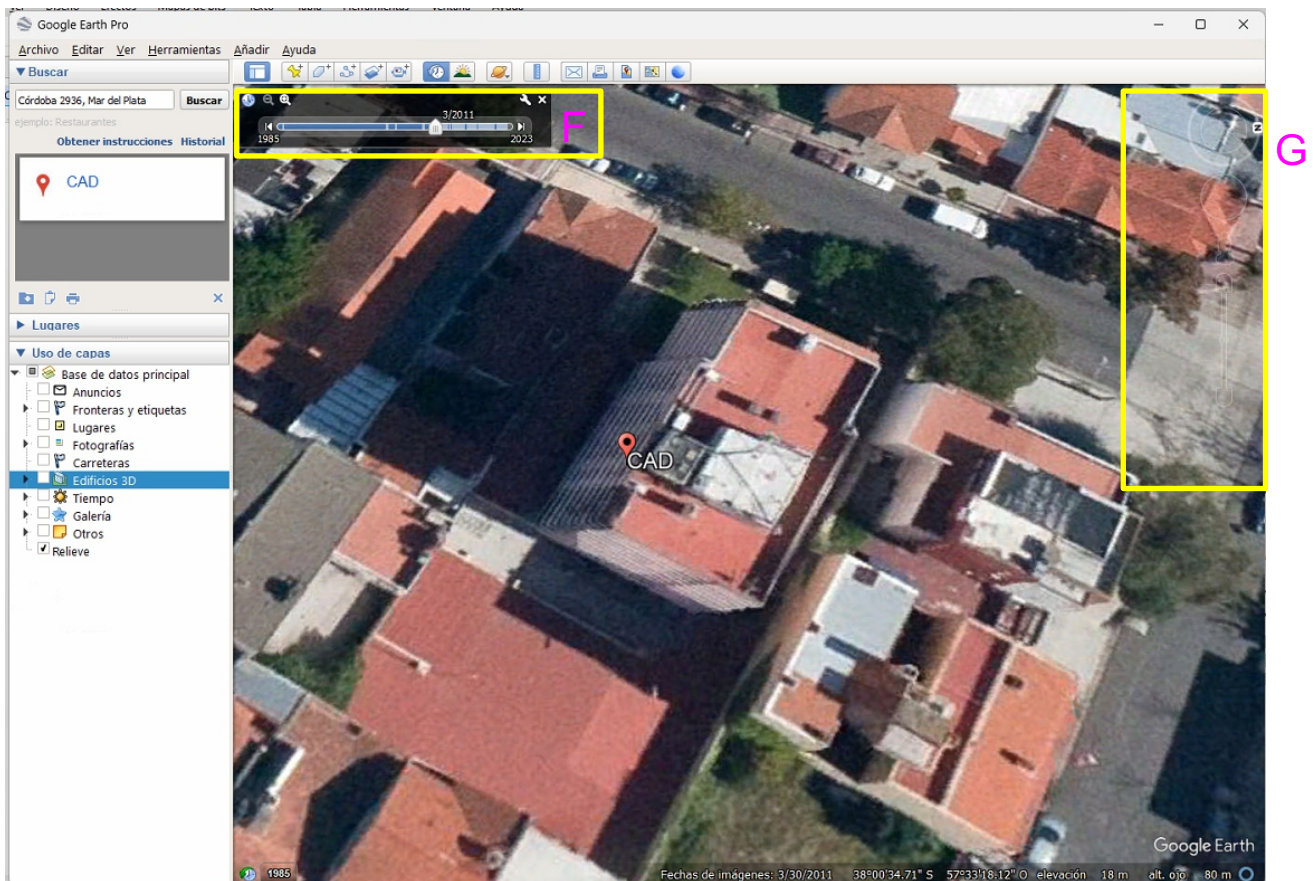 Google Earth Pro
Archivo Editar Ver Herramientas Añadir Ayuda
Buscar
Córdoba 2936, Mar del Plata Buscar
ejemplo: Restaurantes
Obtener instrucciones Historial
CAD
Lugares
Uso de capas
Base de datos principal
Anuncios
Fronteras y etiquetas
Lugares
Fotografías
Carreteras
Edificios 3D
Tiempo
Galería
Otros
Relieve
3/2011
1985 2023
F
G
CAD
Google Earth
1985 Fechas de imágenes: 3/30/2011 38°00'34.71" S 57°33'18.12" O elevación 18 m alt. ojo 80 m